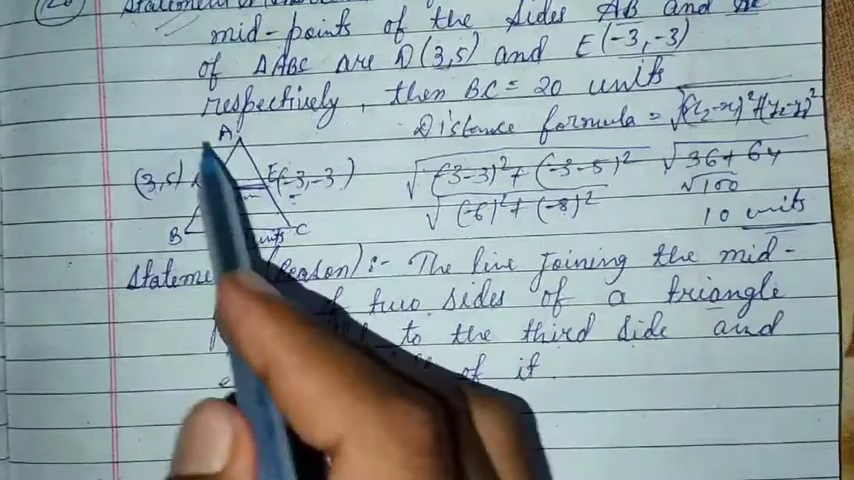 (20) Statement
mid-points of the sides AB and
of ΔABC are D(3,5) and E(-3,-3)
respectively, then BC = 20 units
Distance formula = √(x₂-x₁)²+(y₂-y₁)²
A
(3,5) E(-3,-3)
B C
√(-3-3)²+(-3-5)² √36+64
√(-6)²+(-8)² √100
10 units
(Reason):- The line joining the mid-
of two sides of a triangle
to the third side and
of it